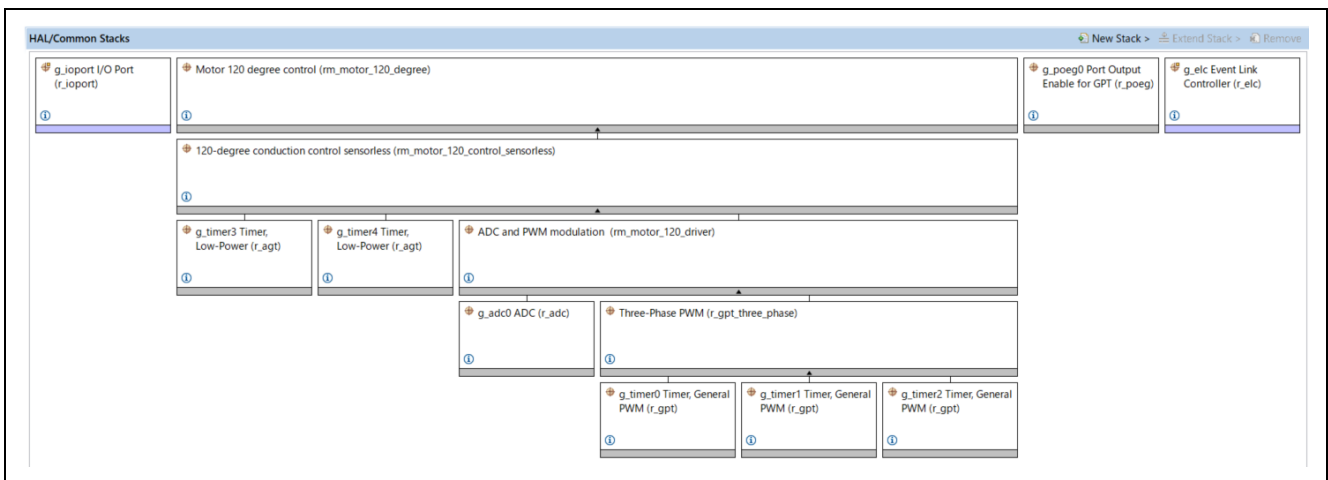 HAL/Common Stacks
New Stack > Extend Stack > Remove
g_ioport I/O Port
(r_ioport)
Motor 120 degree control (rm_motor_120_degree)
g_poeg0 Port Output
Enable for GPT (r_poeg)
g_elc Event Link
Controller (r_elc)
120-degree conduction control sensorless (rm_motor_120_control_sensorless)
g_timer3 Timer,
Low-Power (r_agt)
g_timer4 Timer,
Low-Power (r_agt)
ADC and PWM modulation (rm_motor_120_driver)
g_adc0 ADC (r_adc)
Three-Phase PWM (r_gpt_three_phase)
g_timer0 Timer, General
PWM (r_gpt)
g_timer1 Timer, General
PWM (r_gpt)
g_timer2 Timer, General
PWM (r_gpt)